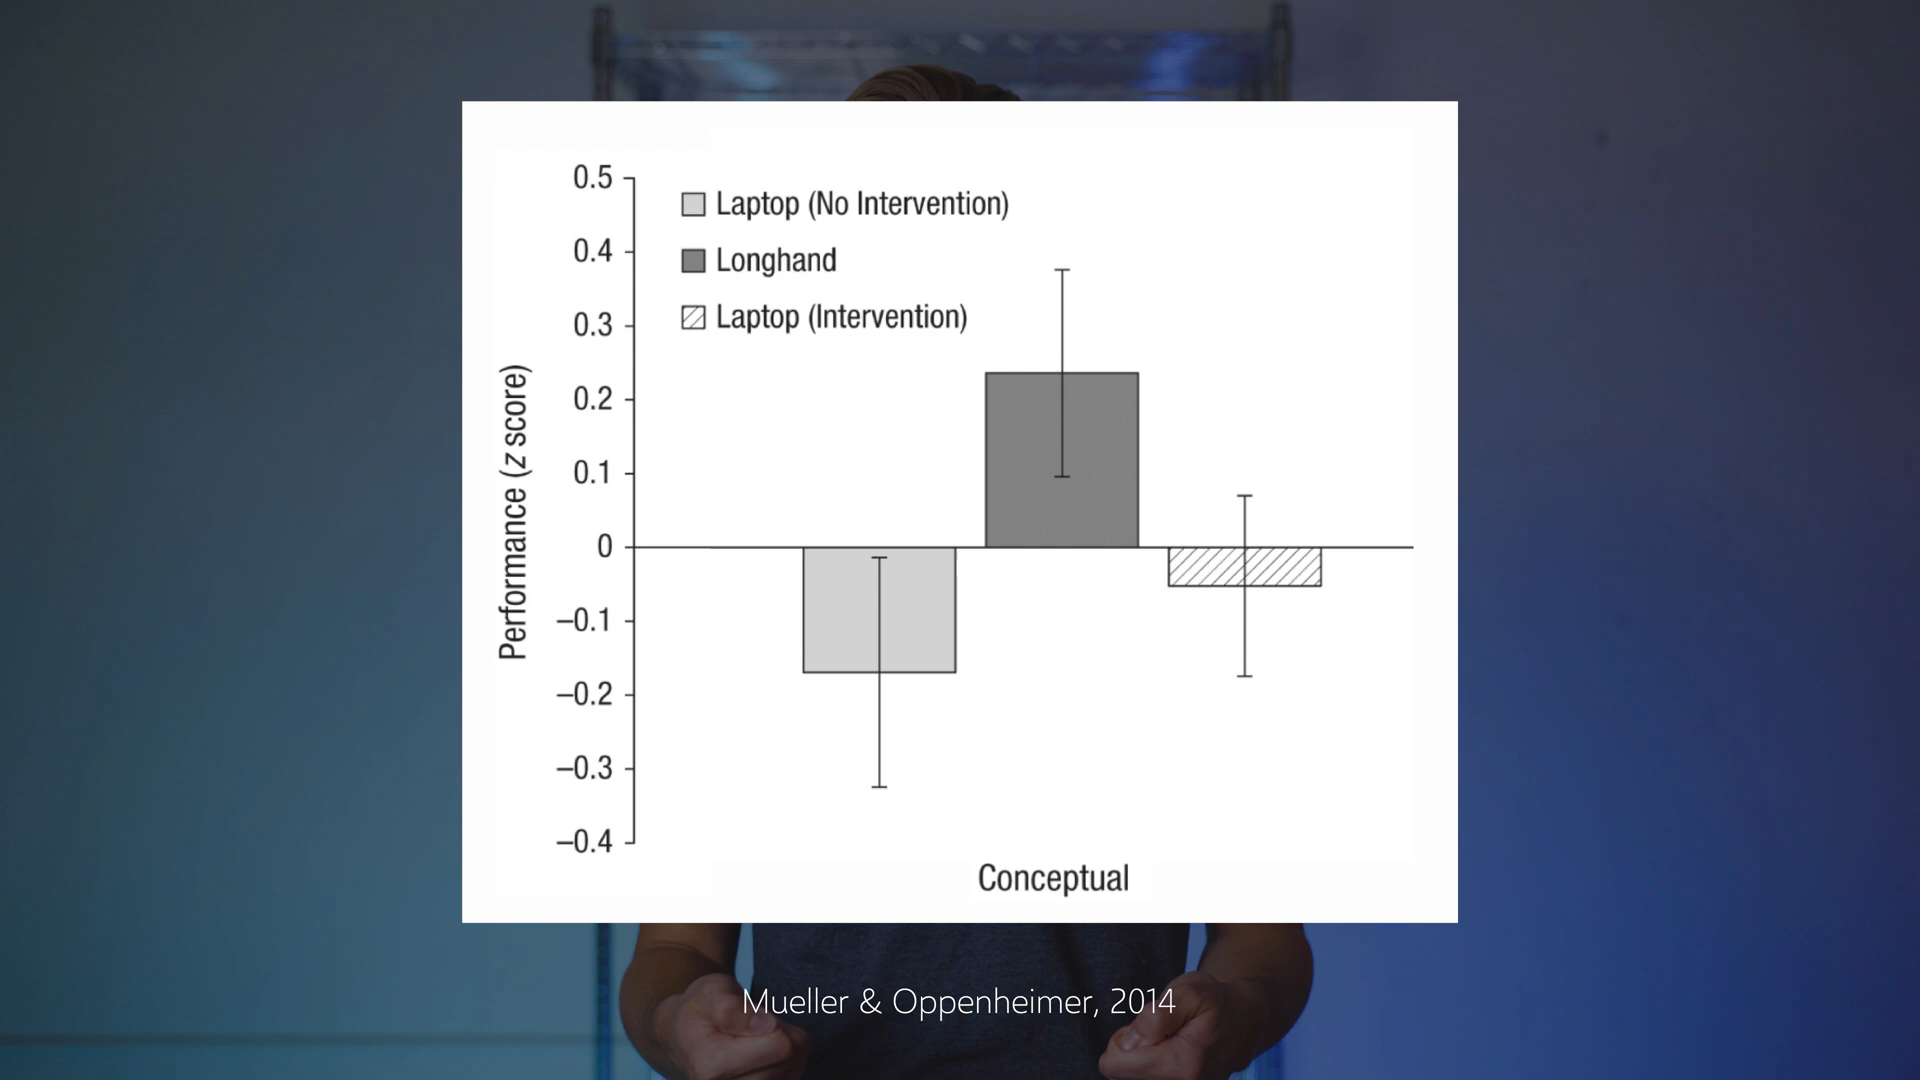 0.5
Laptop (No Intervention)
0.4
Longhand
0.3
Laptop (Intervention)
Performance (z score)
0.2
0.1
0
–0.1
–0.2
–0.3
–0.4
Conceptual
Mueller & Oppenheimer, 2014